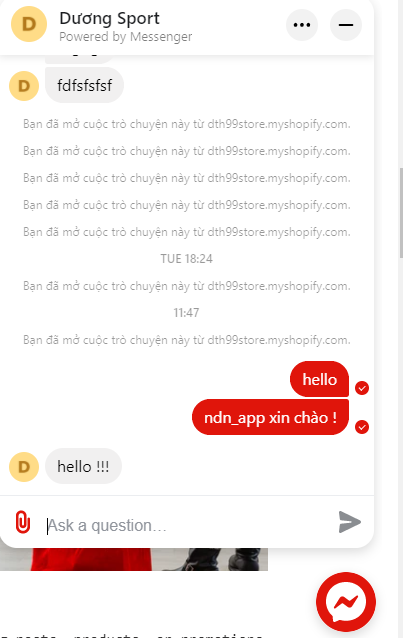 Dương Sport
Powered by Messenger
D
D
fdfsfsfsf
Bạn đã mở cuộc trò chuyện này từ dth99store.myshopify.com.
Bạn đã mở cuộc trò chuyện này từ dth99store.myshopify.com.
Bạn đã mở cuộc trò chuyện này từ dth99store.myshopify.com.
Bạn đã mở cuộc trò chuyện này từ dth99store.myshopify.com.
Bạn đã mở cuộc trò chuyện này từ dth99store.myshopify.com.
TUE 18:24
Bạn đã mở cuộc trò chuyện này từ dth99store.myshopify.com.
11:47
Bạn đã mở cuộc trò chuyện này từ dth99store.myshopify.com.
hello
ndn_app xin chào !
D
hello !!!
Ask a question...